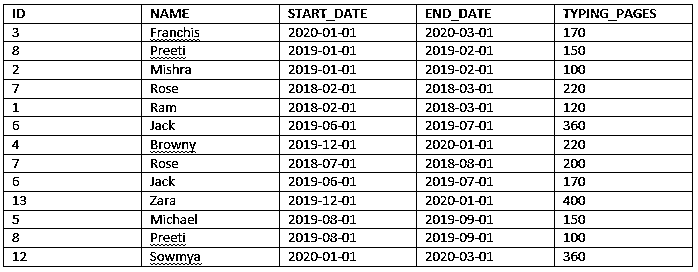 ID NAME START_DATE END_DATE TYPING_PAGES
3 Franchis 2020-01-01 2020-03-01 170
8 Preeti 2019-01-01 2019-02-01 150
2 Mishra 2019-01-01 2019-02-01 100
7 Rose 2018-02-01 2018-03-01 220
1 Ram 2018-02-01 2018-03-01 120
6 Jack 2019-06-01 2019-07-01 360
4 Browny 2019-12-01 2020-01-01 220
7 Rose 2018-07-01 2018-08-01 200
6 Jack 2019-06-01 2019-07-01 170
13 Zara 2019-12-01 2020-01-01 400
5 Michael 2019-08-01 2019-09-01 150
8 Preeti 2019-08-01 2019-09-01 100
12 Sowmya 2020-01-01 2020-03-01 360